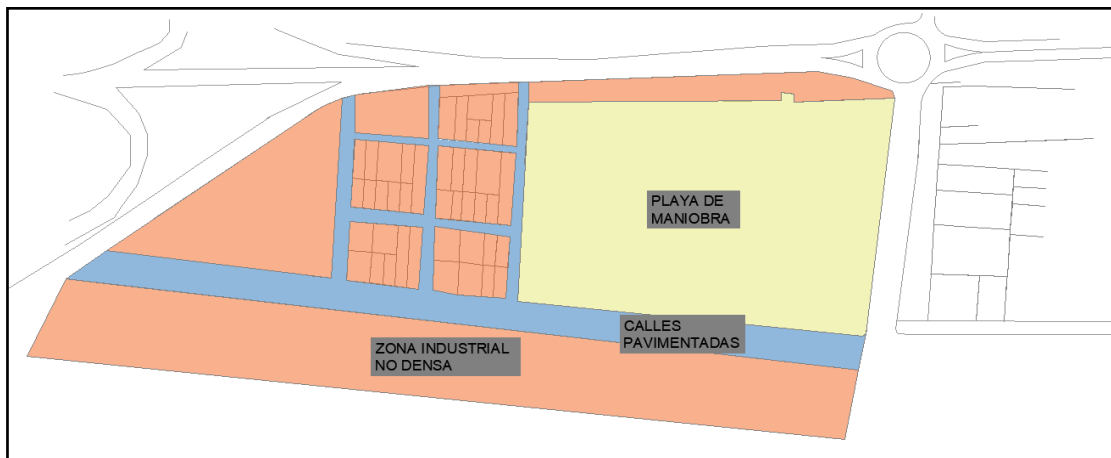 PLAYA DE
MANIOBRA
CALLES
PAVIMENTADAS
ZONA INDUSTRIAL
NO DENSA